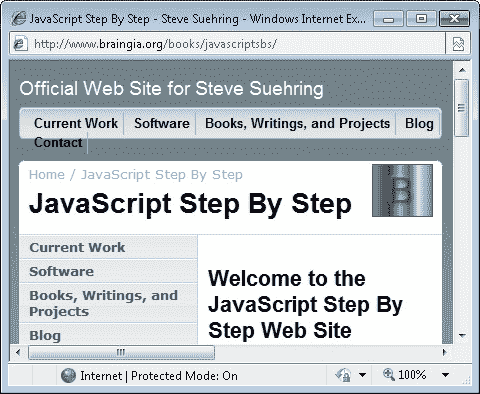 JavaScript Step By Step - Steve Suehring - Windows Internet Ex...
http://www.braingia.org/books/javascriptsbs/
Official Web Site for Steve Suehring
Current Work Software Books, Writings, and Projects Blog
Contact
Home / JavaScript Step By Step
B
JavaScript Step By Step
Current Work
Software
Books, Writings, and
Projects
Blog
Welcome to the
JavaScript Step By
Step Web Site
Internet | Protected Mode: On
100%